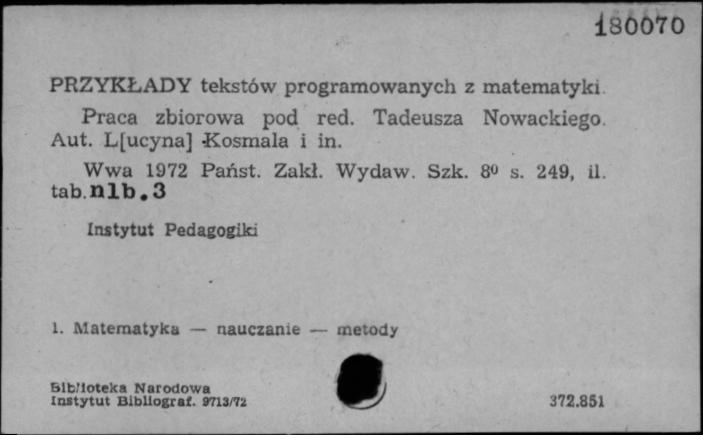 180070
PRZYKŁADY tekstów programowanych z matematyki.
Praca zbiorowa pod red. Tadeusza Nowackiego.
Aut. L[ucyna] Kosmala i in.
Wwa 1972 Państ. Zakł. Wydaw. Szk. 8⁰ s. 249, il.
tab. nlb.3
Instytut Pedagogiki
1. Matematyka — nauczanie — metody
Biblioteka Narodowa
Instytut Bibliograf. 9713/72
372.851